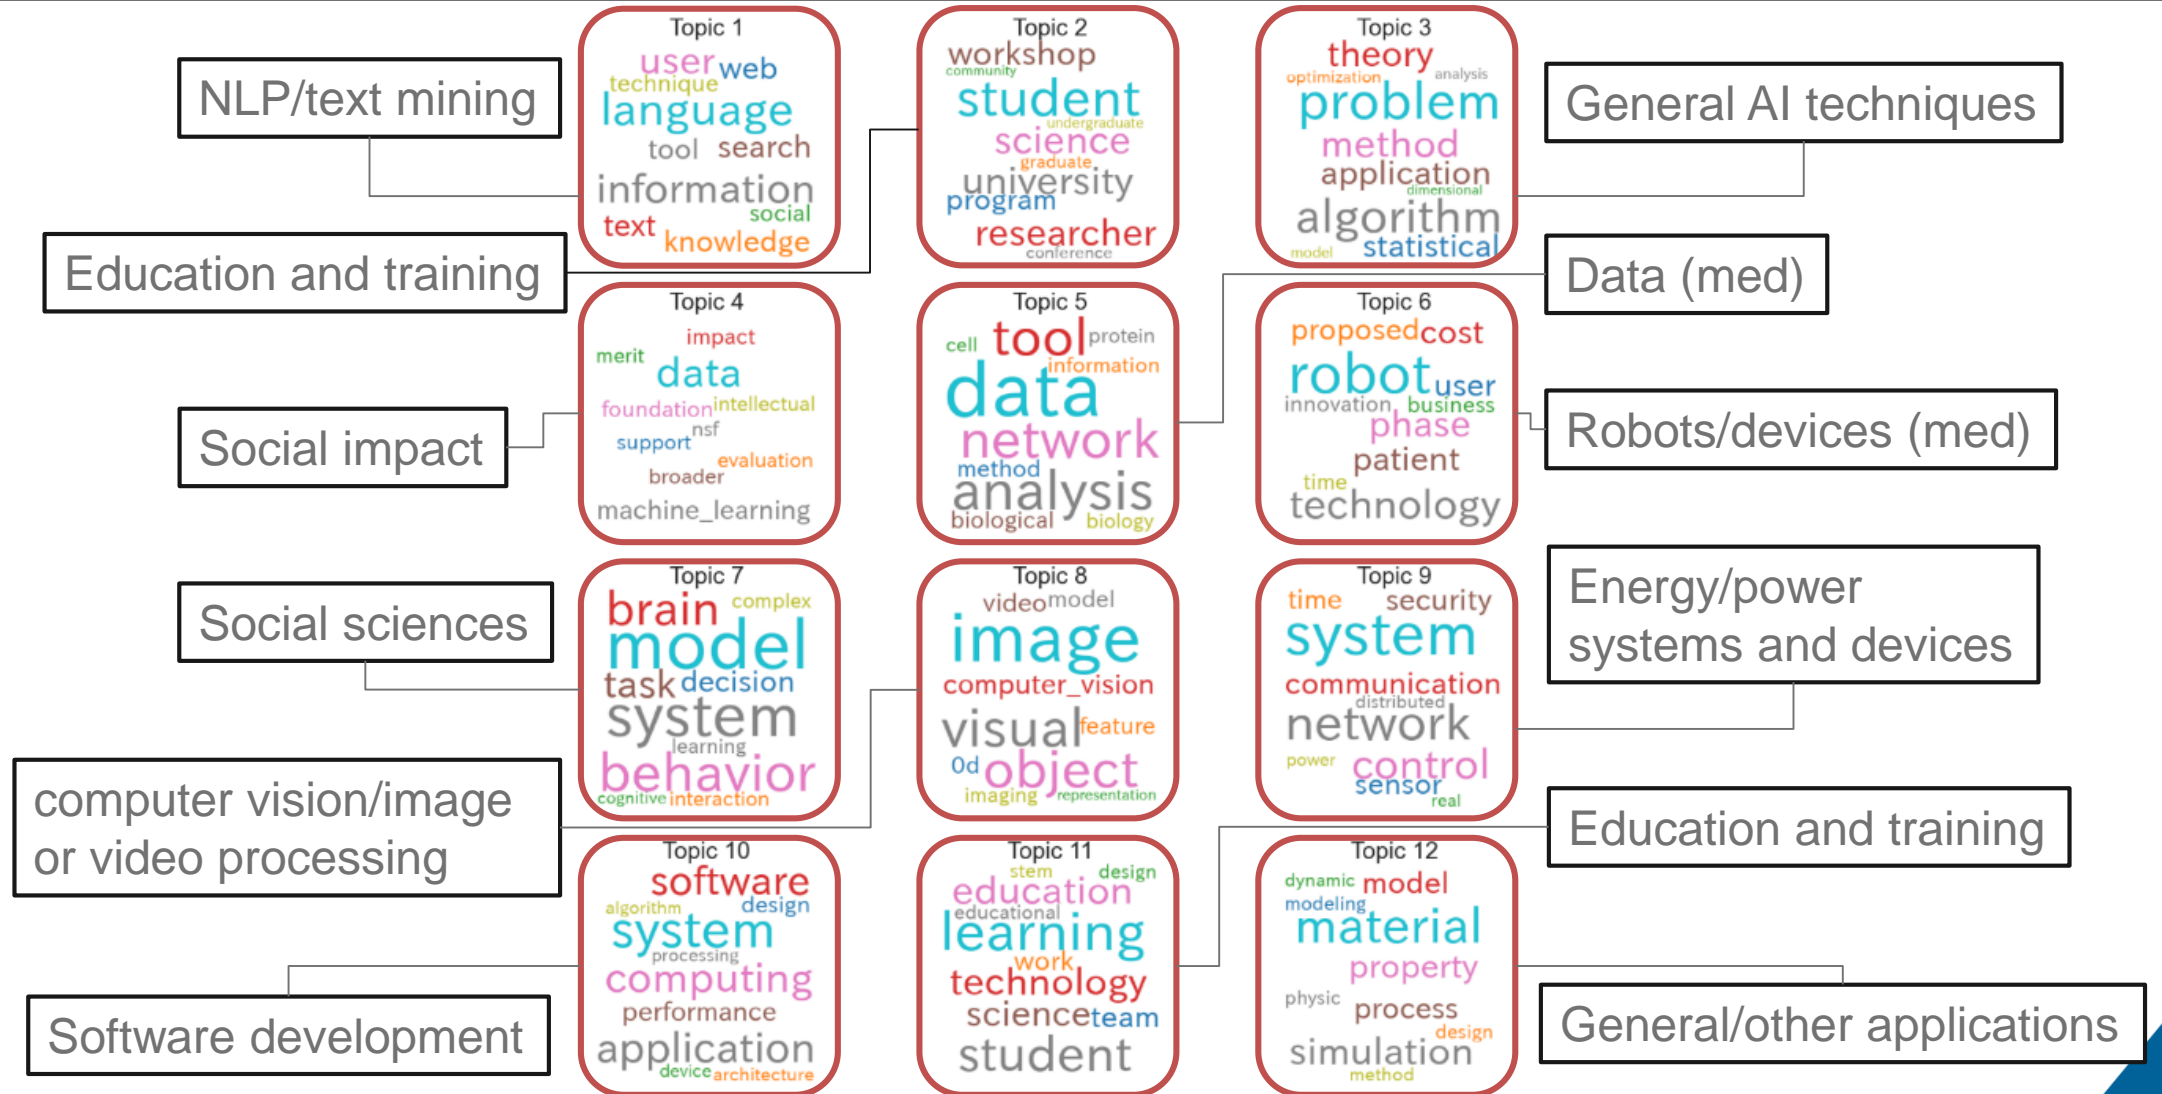 NLP/text mining
Education and training
Social impact
Social sciences
computer vision/image
or video processing
Software development
Topic 1
user web
technique
language
tool search
information
social
text
knowledge
Topic 2
workshop
community
student
undergraduate
science
graduate
university
program
researcher
conference
Topic 3
theory
optimization analysis
problem
method
application
dimensional
algorithm
model statistical
Topic 4
impact
merit
data
foundation intellectual
nsf
support
evaluation
broader
machine_learning
Topic 5
cell tool protein
information
data
network
method
analysis
biological biology
Topic 6
proposed cost
robot user
innovation business
phase
patient
time
technology
Topic 7
brain complex
model
task decision
system
learning
behavior
cognitive interaction
Topic 8
video model
image
computer_vision
visual feature
0d object
imaging representation
Topic 9
time security
system
communication
distributed
network
power control
sensor
real
Topic 10
software
algorithm design
system
processing
computing
performance
application
device architecture
Topic 11
stem design
education
educational
learning
work
technology
science team
student
Topic 12
dynamic model
modeling
material
property
physic process
design
simulation
method
General AI techniques
Data (med)
Robots/devices (med)
Energy/power
systems and devices
Education and training
General/other applications